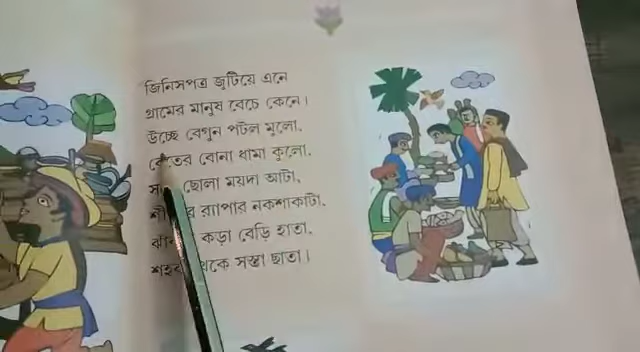 জিনিসপত্র জুটিয়ে এনে
গ্রামের মানুষ বেচে কেনে।
উচ্ছে বেগুন পটল মুলো,
বেতের বোনা ধামা কুলো,
ছোলা ময়দা আটা,
র‍্যাপার নকশাকাটা,
কড়া বেড়ি হাতা,
থেকে সস্তা ছাতা।